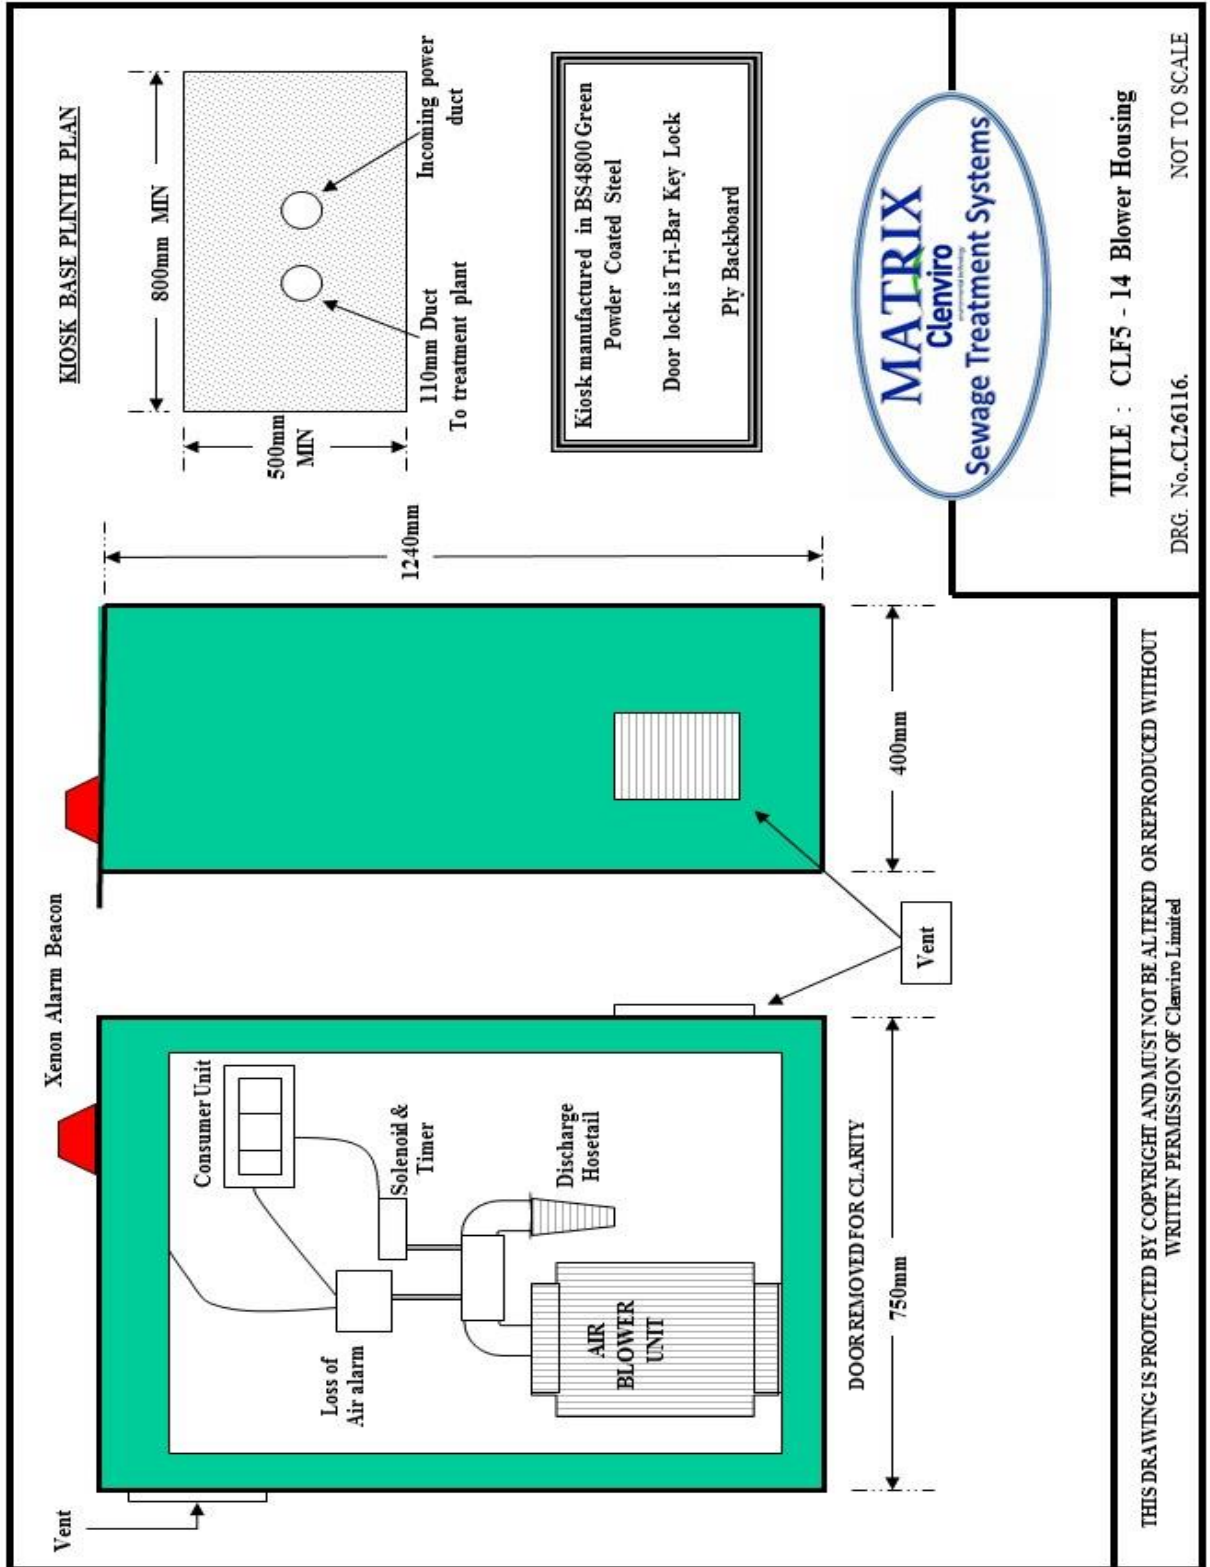 Vent
Xenon Alarm Beacon
KIOSK BASE PLINTH PLAN
800mm MIN
500mm
MIN
110mm Duct
To treatment plant
Incoming power
duct
Consumer Unit
Loss of
Air alarm
Solenoid &
Timer
Discharge
Hosetail
AIR
BLOWER
UNIT
1240mm
Kiosk manufactured in BS4800 Green
Powder Coated Steel
Door lock is Tri-Bar Key Lock
Ply Backboard
DOOR REMOVED FOR CLARITY
750mm
Vent
400mm
MATRIX
Clenviro
Sewage Treatment Systems
TITLE : CLF5 - 14 Blower Housing
DRG. No..CL26116.
NOT TO SCALE
THIS DRAWING IS PROTECTED BY COPYRIGHT AND MUST NOT BE ALTERED OR REPRODUCED WITHOUT
WRITTEN PERMISSION OF Clenviro Limited